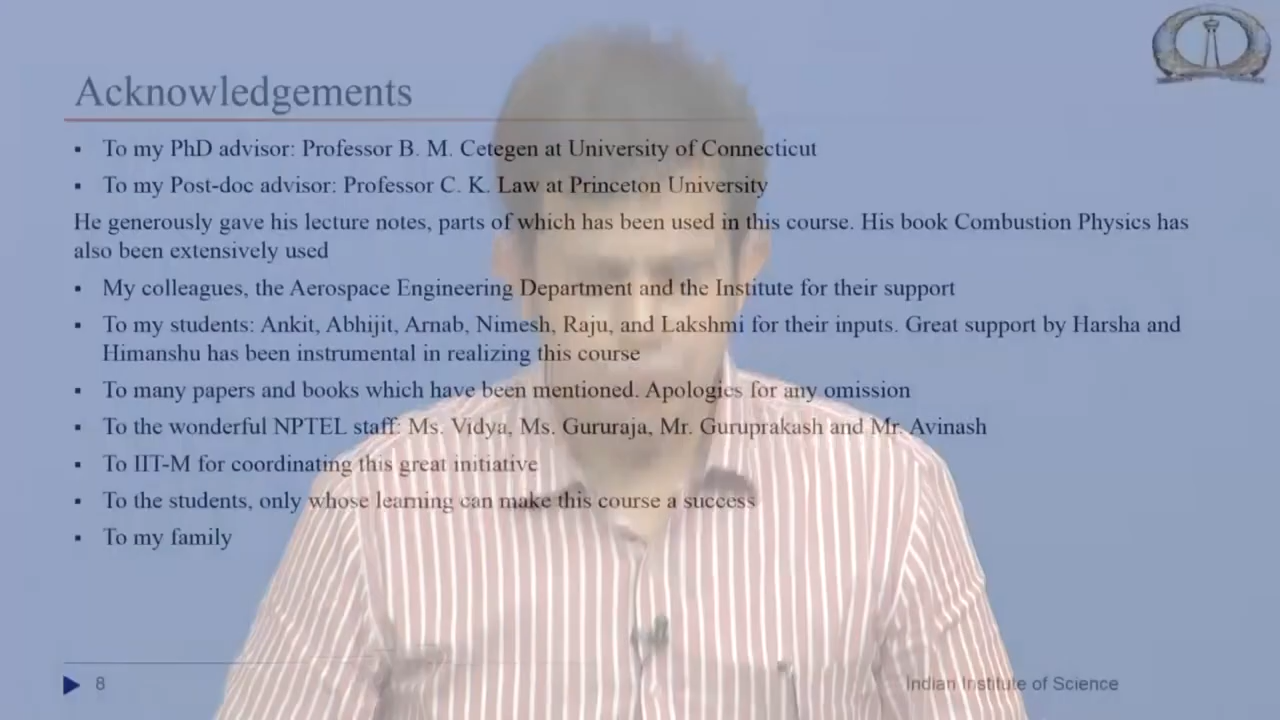 Acknowledgements
▪ To my PhD advisor: Professor B. M. Cetegen at University of Connecticut
▪ To my Post-doc advisor: Professor C. K. Law at Princeton University
He generously gave his lecture notes, parts of which has been used in this course. His book Combustion Physics has
also been extensively used
▪ My colleagues, the Aerospace Engineering Department and the Institute for their support
▪ To my students: Ankit, Abhijit, Arnab, Nimesh, Raju, and Lakshmi for their inputs. Great support by Harsha and
Himanshu has been instrumental in realizing this course
▪ To many papers and books which have been mentioned. Apologies for any omission
▪ To the wonderful NPTEL staff: Ms. Vidya, Ms. Gururaja, Mr. Guruprakash and Mr. Avinash
▪ To IIT-M for coordinating this great initiative
▪ To the students, only whose learning can make this course a success
▪ To my family
8
Indian Institute of Science